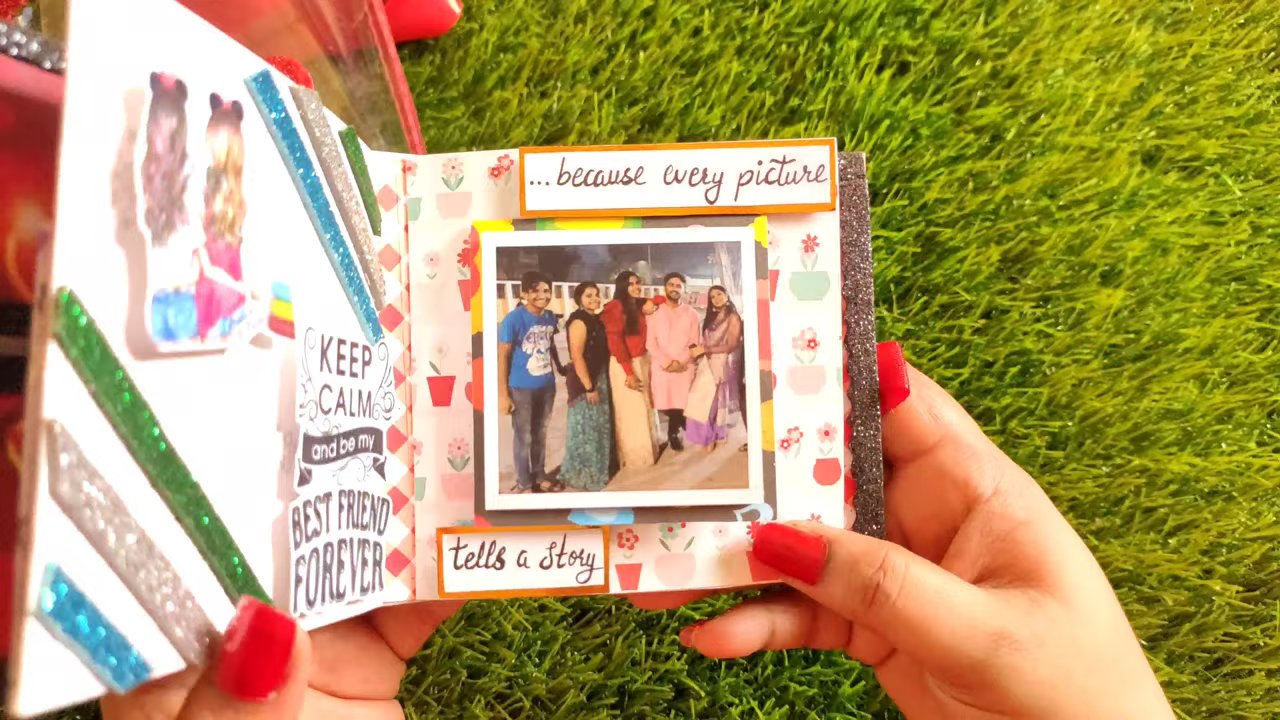 KEEP
CALM
and be my
BEST FRIEND
FOREVER
...because every picture
tells a story